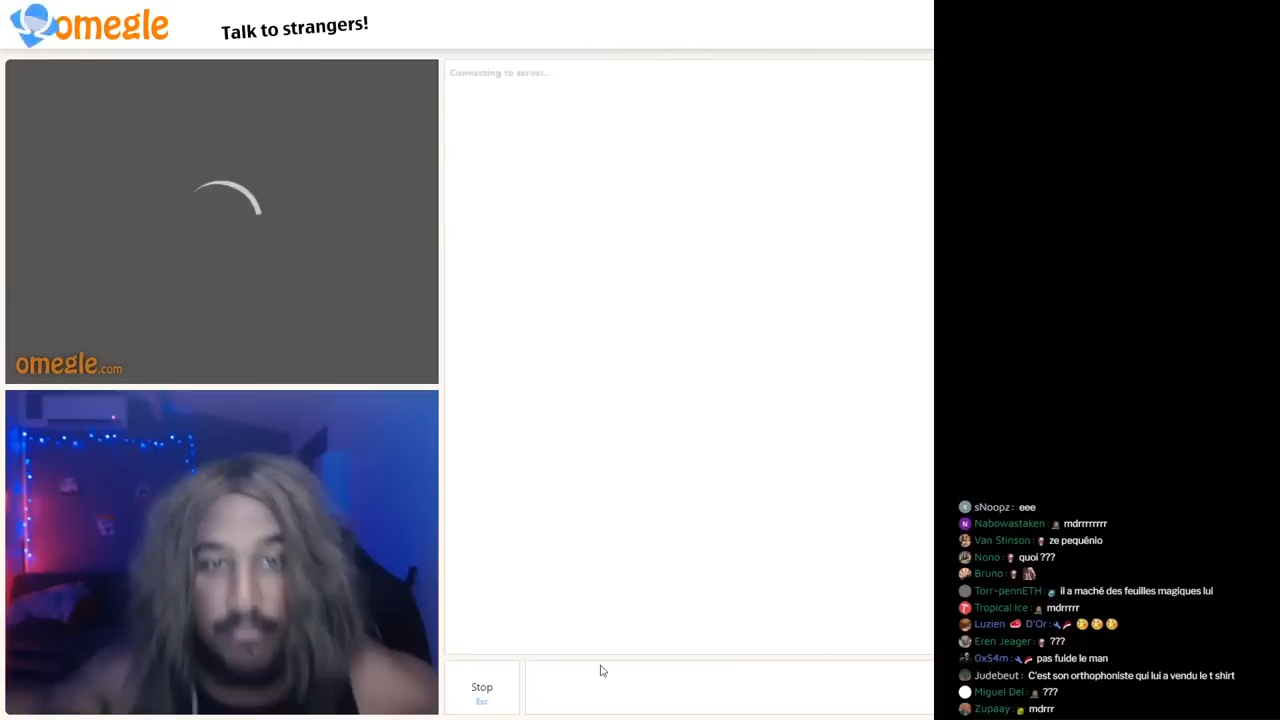 omegle
Talk to strangers!
Connecting to server...
omegle.com
Stop
Esc
sNoopz: eee
Nabowastaken: mdrrrrrrr
Van Stinson: ze pequénio
Nono: quoi ???
Bruno:
Torr-pennETH: il a maché des feuilles magiques lui
Tropical Ice: mdrrrr
Luzien D'Or:
Eren Jeager: ???
0xS4m: pas fuide le man
Judebeut: C'est son orthophoniste qui lui a vendu le t shirt
Miguel Del: ???
Zupaay: mdrrr